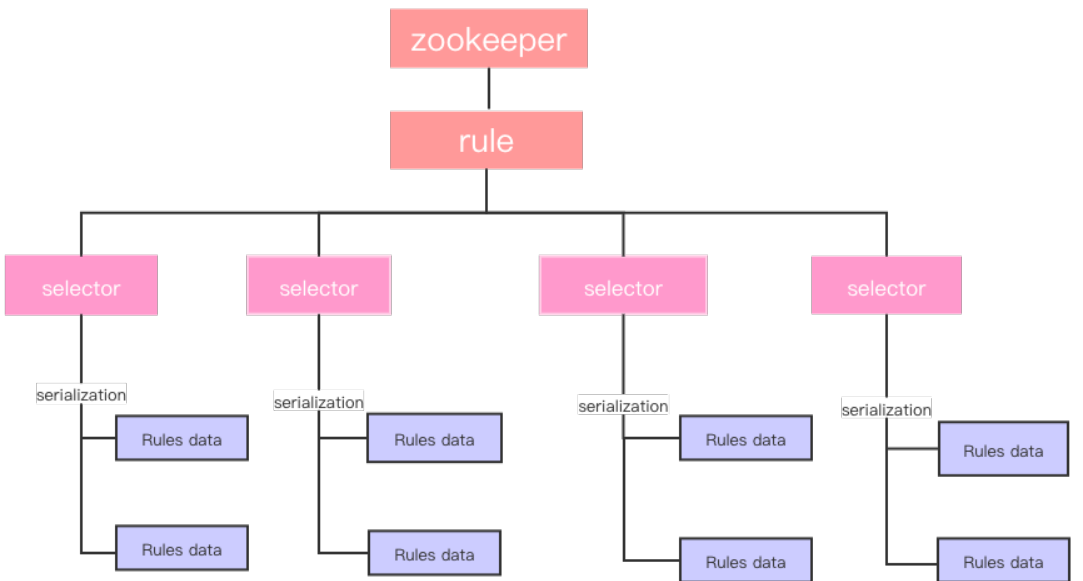 zookeeper
rule
selector
selector
selector
selector
serialization
serialization
serialization
serialization
Rules data
Rules data
Rules data
Rules data
Rules data
Rules data
Rules data
Rules data